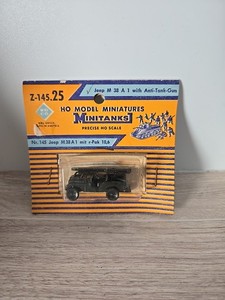 Jeep M 38 A 1 with Anti-Tank-Gun
Z-145.25
HO MODEL MINIATURES
MINITANKS
PRECISE HO SCALE
No. 145 Jeep M 38 A 1 mit r-Pak 10,6